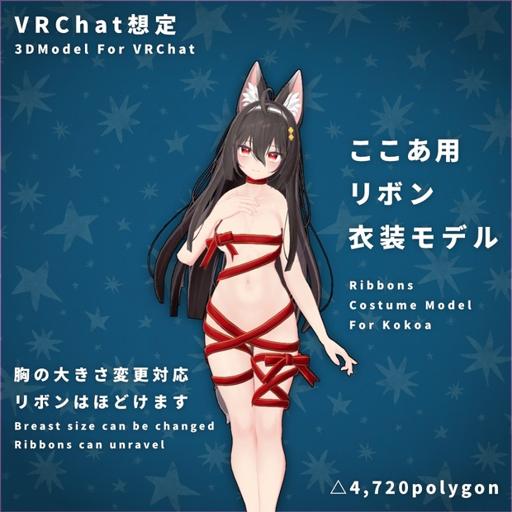 VRChat想定
3DModel For VRChat
ここあ用
リボン
衣装モデル
Ribbons
Costume Model
For Kokoa
胸の大きさ変更対応
リボンはほどけます
Breast size can be changed
Ribbons can unravel
△4,720polygon